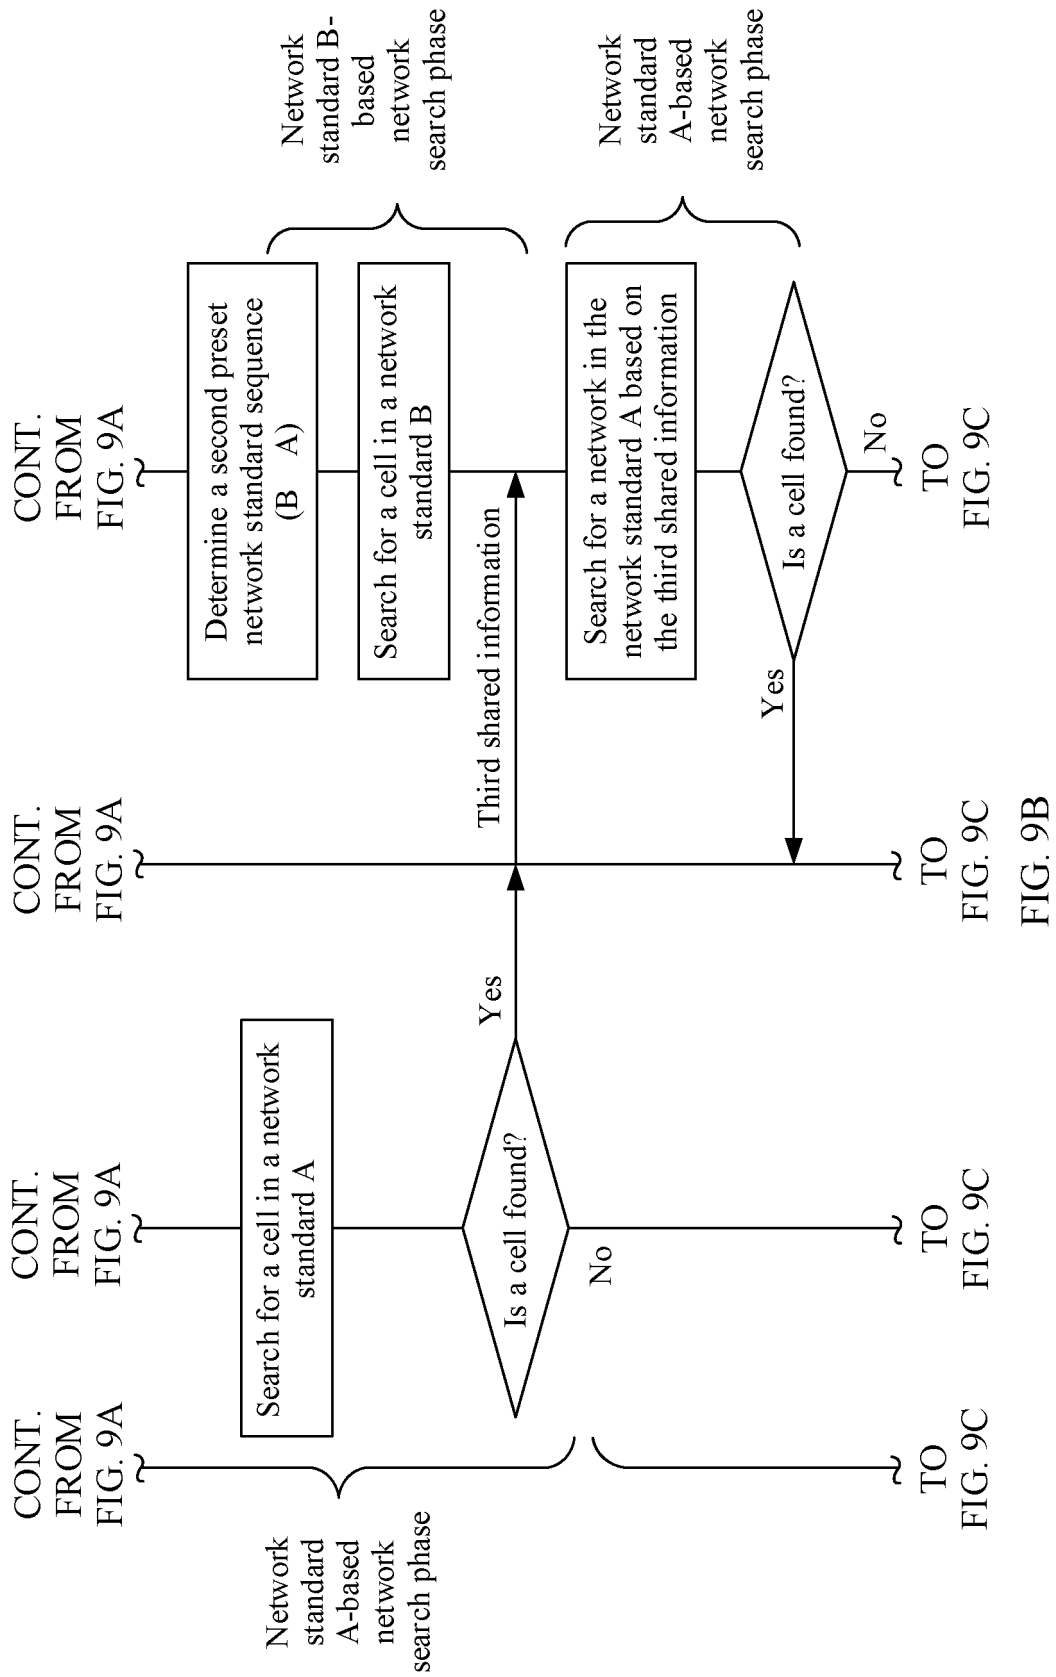 CONT.
FROM
FIG. 9A
CONT.
FROM
FIG. 9A
CONT.
FROM
FIG. 9A
CONT.
FROM
FIG. 9A
Network
standard
A-based
network
search phase
Search for a cell in a network
standard A
Is a cell found?
Yes
No
Third shared information
Determine a second preset
network standard sequence
(B A)
Search for a cell in a network
standard B
Network
standard B-
based
network
search phase
Search for a network in the
network standard A based on
the third shared information
Network
standard
A-based
network
search phase
Is a cell found?
Yes
No
TO
FIG. 9C
TO
FIG. 9C
TO
FIG. 9C
TO
FIG. 9C
FIG. 9B